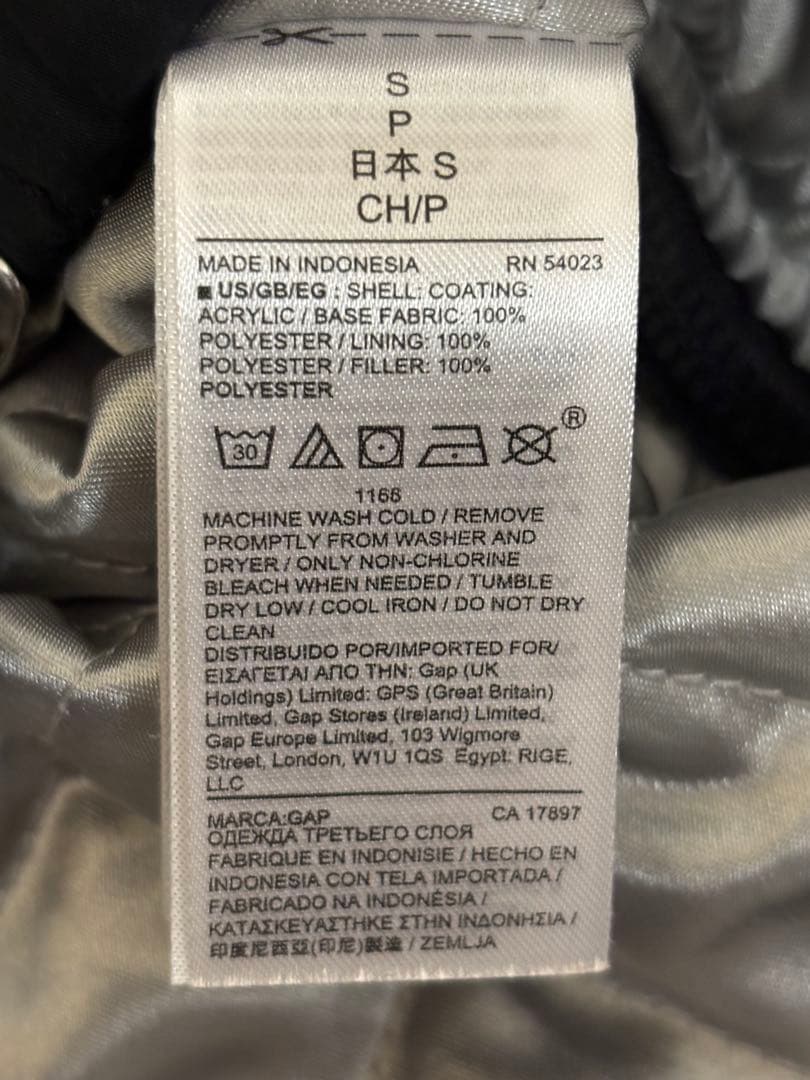 S
P
日本 S
CH/P
MADE IN INDONESIA RN 54023
■ US/GB/EG : SHELL: COATING:
ACRYLIC / BASE FABRIC: 100%
POLYESTER / LINING: 100%
POLYESTER / FILLER: 100%
POLYESTER
30 ®
1166
MACHINE WASH COLD / REMOVE
PROMPTLY FROM WASHER AND
DRYER / ONLY NON-CHLORINE
BLEACH WHEN NEEDED / TUMBLE
DRY LOW / COOL IRON / DO NOT DRY
CLEAN
DISTRIBUIDO POR/IMPORTED FOR/
ΕΙΣΑΓΕΤΑΙ ΑΠΟ ΤΗΝ: Gap (UK
Holdings) Limited: GPS (Great Britain)
Limited, Gap Stores (Ireland) Limited,
Gap Europe Limited, 103 Wigmore
Street, London, W1U 1QS Egypt: RIGE,
LLC
MARCA:GAP CA 17897
ОДЕЖДА ТРЕТЬЕГО СЛОЯ
FABRIQUE EN INDONISIE / HECHO EN
INDONESIA CON TELA IMPORTADA /
FABRICADO NA INDONÉSIA /
ΚΑΤΑΣΚΕΥΑΣΤΗΚΕ ΣΤΗΝ ΙΝΔΟΝΗΣΙΑ /
印度尼西亞(印尼)製造 / ZEMLJA